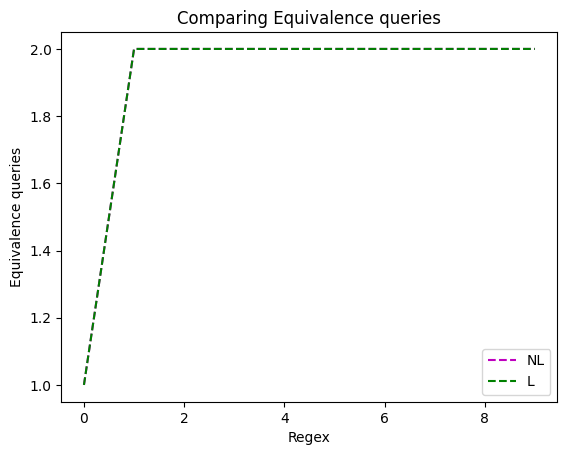 Comparing Equivalence queries
Equivalence queries
2.0
1.8
1.6
1.4
1.2
1.0
0
2
4
6
8
Regex
NL
L